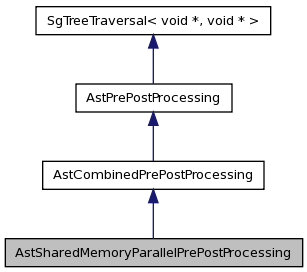 SgTreeTraversal< void *, void * >
AstPrePostProcessing
AstCombinedPrePostProcessing
AstSharedMemoryParallelPrePostProcessing